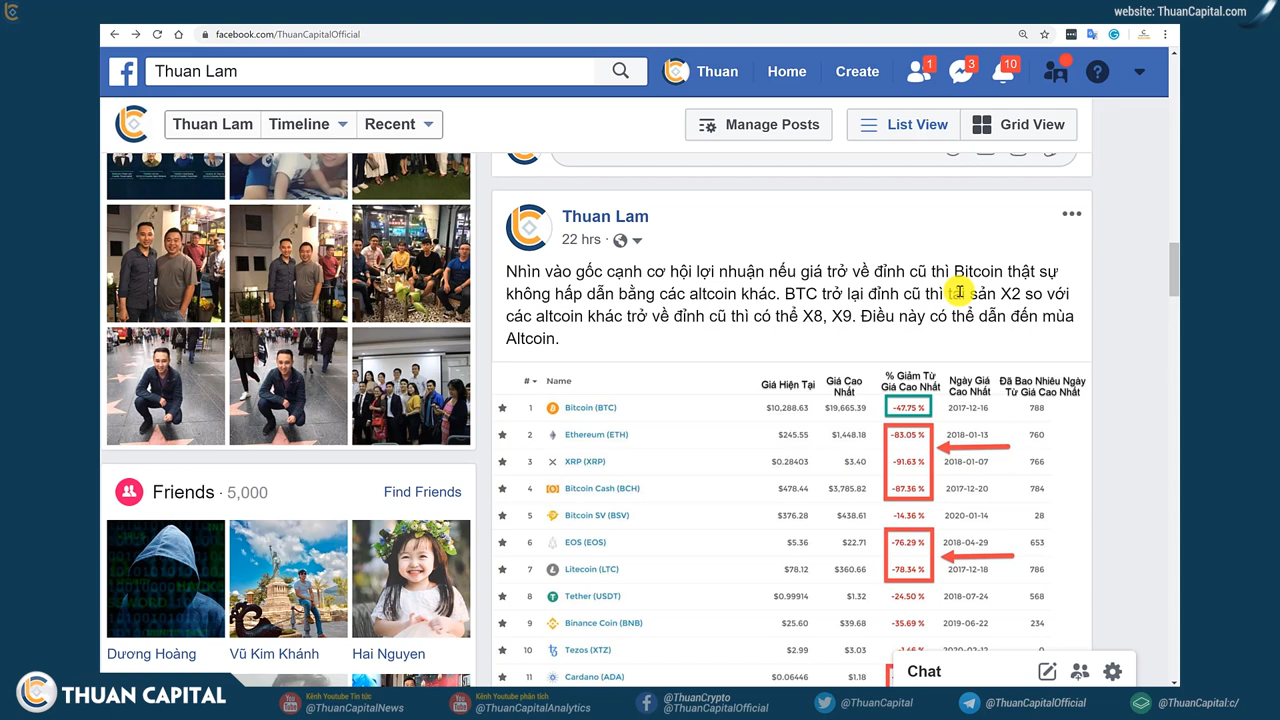 website: ThuanCapital.com
facebook.com/ThuanCapitalOfficial
Thuan Lam
Thuan
Home
Create
1
3
10
Thuan Lam
Timeline
Recent
Manage Posts
List View
Grid View
Thuan Lam
22 hrs
Nhìn vào gốc cạnh cơ hội lợi nhuận nếu giá trở về đỉnh cũ thì Bitcoin thật sự
không hấp dẫn bằng các altcoin khác. BTC trở lại đỉnh cũ thì tài sản X2 so với
các altcoin khác trở về đỉnh cũ thì có thể X8, X9. Điều này có thể dẫn đến mùa
Altcoin.
# Name Giá Hiện Tại Giá Cao Nhất % Giảm Từ Giá Cao Nhất Ngày Giá Cao Nhất Đã Bao Nhiêu Ngày Từ Giá Cao Nhất
1 Bitcoin (BTC) $10,288.63 $19,665.39 -47.75 % 2017-12-16 788
2 Ethereum (ETH) $245.55 $1,448.18 -83.05 % 2018-01-13 760
3 XRP (XRP) $0.28403 $3.40 -91.63 % 2018-01-07 766
4 Bitcoin Cash (BCH) $478.44 $3,785.82 -87.36 % 2017-12-20 784
5 Bitcoin SV (BSV) $376.28 $438.61 -14.36 % 2020-01-14 28
6 EOS (EOS) $5.36 $22.71 -76.29 % 2018-04-29 653
7 Litecoin (LTC) $78.12 $360.66 -78.34 % 2017-12-18 786
8 Tether (USDT) $0.99914 $1.32 -24.50 % 2018-07-24 568
9 Binance Coin (BNB) $25.60 $39.68 -35.69 % 2019-06-22 234
10 Tezos (XTZ) $2.99 $3.03
11 Cardano (ADA) $0.06446 $1.18
Friends · 5,000
Find Friends
Dương Hoàng
Vũ Kim Khánh
Hai Nguyen
Chat
THUAN CAPITAL
Kênh Youtube Tin tức
@ThuanCapitalNews
Kênh Youtube phân tích
@ThuanCapitalAnalytics
@ThuanCrypto
@ThuanCapitalOfficial
@ThuanCapital
@ThuanCapitalOfficial
@ThuanCapital:c/